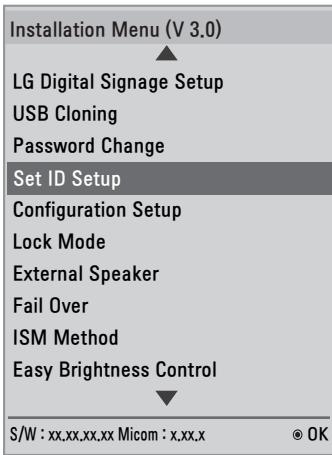 Installation Menu (V 3.0)
LG Digital Signage Setup
USB Cloning
Password Change
Set ID Setup
Configuration Setup
Lock Mode
External Speaker
Fail Over
ISM Method
Easy Brightness Control
S/W : xx.xx.xx.xx Micom : x.xx.x ◉ OK